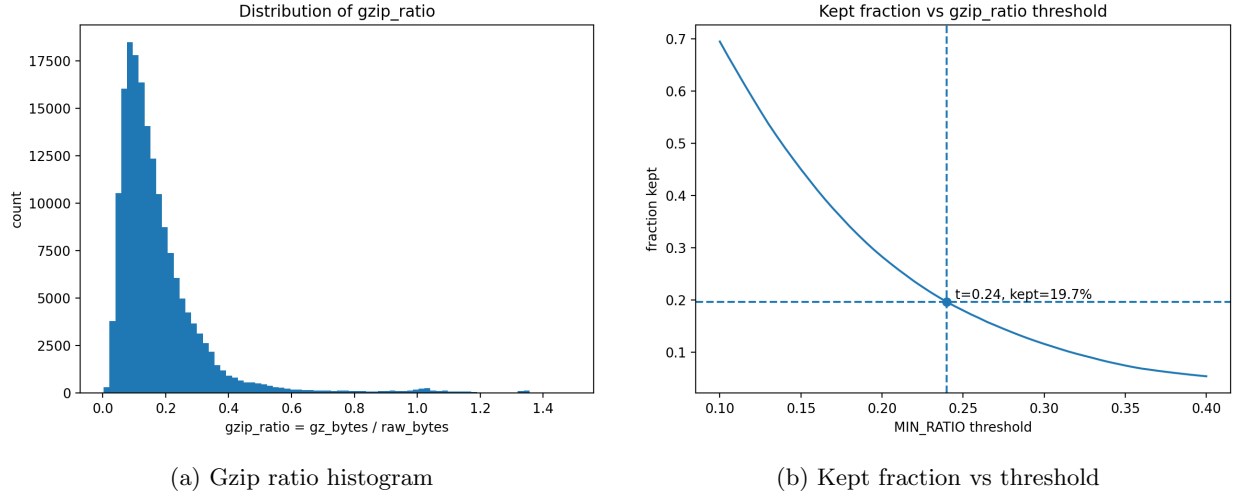 Distribution of gzip_ratio
17500
15000
12500
10000
7500
5000
2500
0
count
0.0 0.2 0.4 0.6 0.8 1.0 1.2 1.4
gzip_ratio = gz_bytes / raw_bytes
(a) Gzip ratio histogram
Kept fraction vs gzip_ratio threshold
0.7
0.6
0.5
0.4
0.3
0.2
0.1
fraction kept
t=0.24, kept=19.7%
0.10 0.15 0.20 0.25 0.30 0.35 0.40
MIN_RATIO threshold
(b) Kept fraction vs threshold